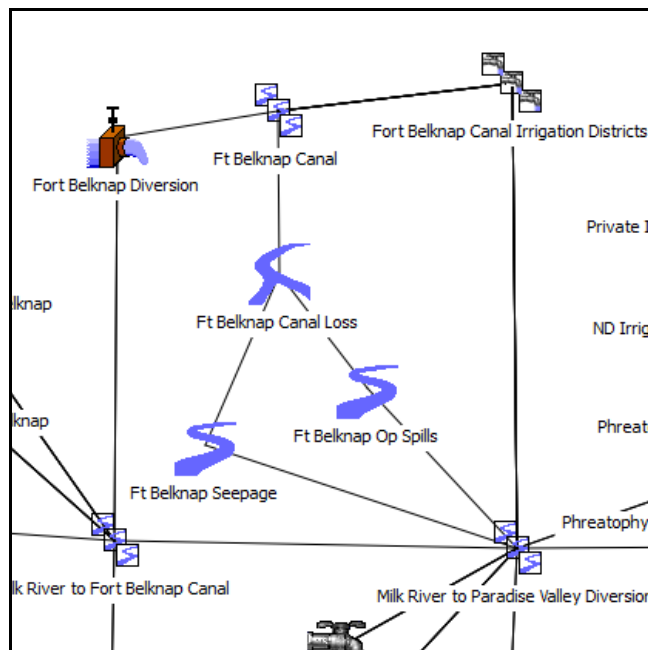 Fort Belknap Canal Irrigation Districts
Ft Belknap Canal
Fort Belknap Diversion
Private I
elknap
Ft Belknap Canal Loss
ND Irrig
knap
Phreat
Ft Belknap Op Spills
Ft Belknap Seepage
Phreatophy
lk River to Fort Belknap Canal
Milk River to Paradise Valley Diversion